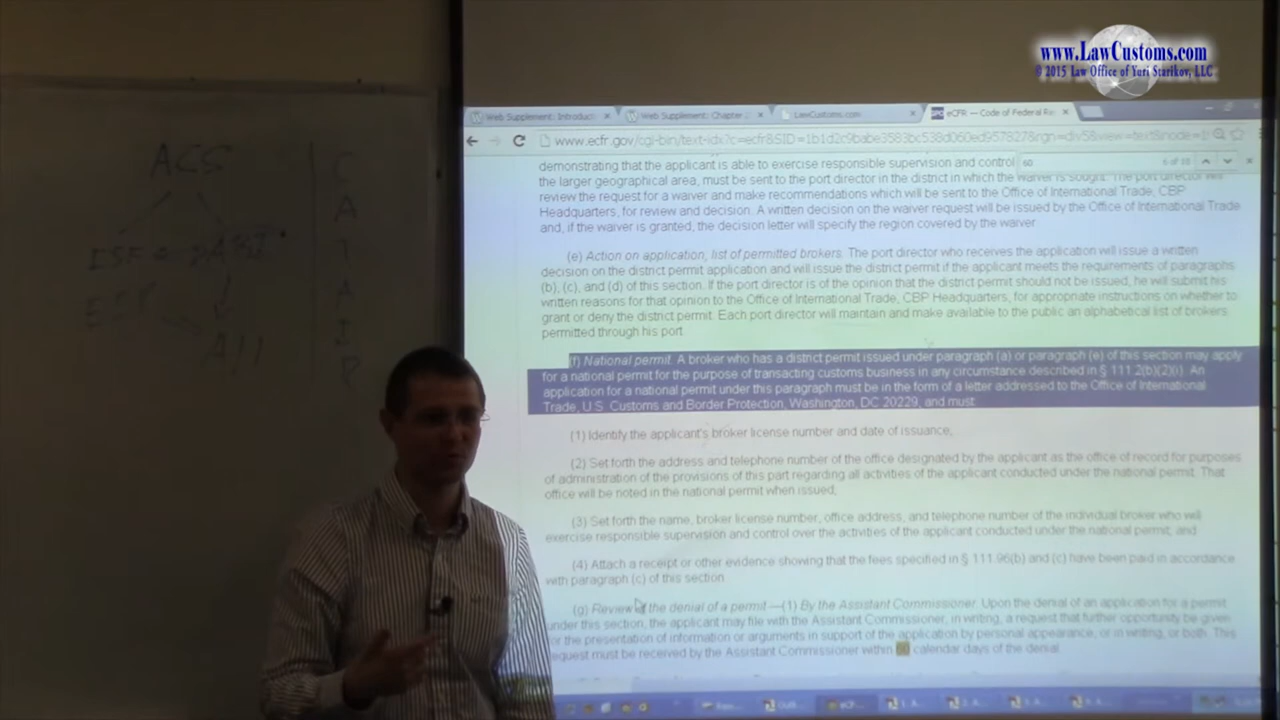 www.LawCustoms.com
© 2015 Law Office of Yuri Starikov, LLC
Web Supplement: Introduct
Web Supplement: Chapter
LawCustoms.com
eCFR — Code of Federal Re
60
6 of 10
demonstrating that the applicant is able to exercise responsible supervision and control
the larger geographical area, must be sent to the port director in the district in which the waiver is sought. The port director will
review the request for a waiver and make recommendations which will be sent to the Office of International Trade, CBP
Headquarters, for review and decision. A written decision on the waiver request will be issued by the Office of International Trade
and, if the waiver is granted, the decision letter will specify the region covered by the waiver
(e) Action on application, list of permitted brokers. The port director who receives the application will issue a written
decision on the district permit application and will issue the district permit if the applicant meets the requirements of paragraphs
(b), (c), and (d) of this section. If the port director is of the opinion that the district permit should not be issued, he will submit his
written reasons for that opinion to the Office of International Trade, CBP Headquarters, for appropriate instructions on whether to
grant or deny the district permit. Each port director will maintain and make available to the public an alphabetical list of brokers
permitted through his port
(f) National permit. A broker who has a district permit issued under paragraph (a) or paragraph (e) of this section may apply
for a national permit for the purpose of transacting customs business in any circumstance described in § 111.2(b)(2)(i). An
application for a national permit under this paragraph must be in the form of a letter addressed to the Office of International
Trade, U.S. Customs and Border Protection, Washington, DC 20229, and must:
(1) Identify the applicant's broker license number and date of issuance;
(2) Set forth the address and telephone number of the office designated by the applicant as the office of record for purposes
of administration of the provisions of this part regarding all activities of the applicant conducted under the national permit. That
office will be noted in the national permit when issued;
(3) Set forth the name, broker license number, office address, and telephone number of the individual broker who will
exercise responsible supervision and control over the activities of the applicant conducted under the national permit; and
(4) Attach a receipt or other evidence showing that the fees specified in § 111.96(b) and (c) have been paid in accordance
with paragraph (c) of this section
(g) Review of the denial of a permit—(1) By the Assistant Commissioner. Upon the denial of an application for a permit
under this section, the applicant may file with the Assistant Commissioner, in writing, a request that further opportunity be given
for the presentation of information or arguments in support of the application by personal appearance, or in writing, or both. This
request must be received by the Assistant Commissioner within 60 calendar days of the denial.
ACS
C
A
T
A
I
P